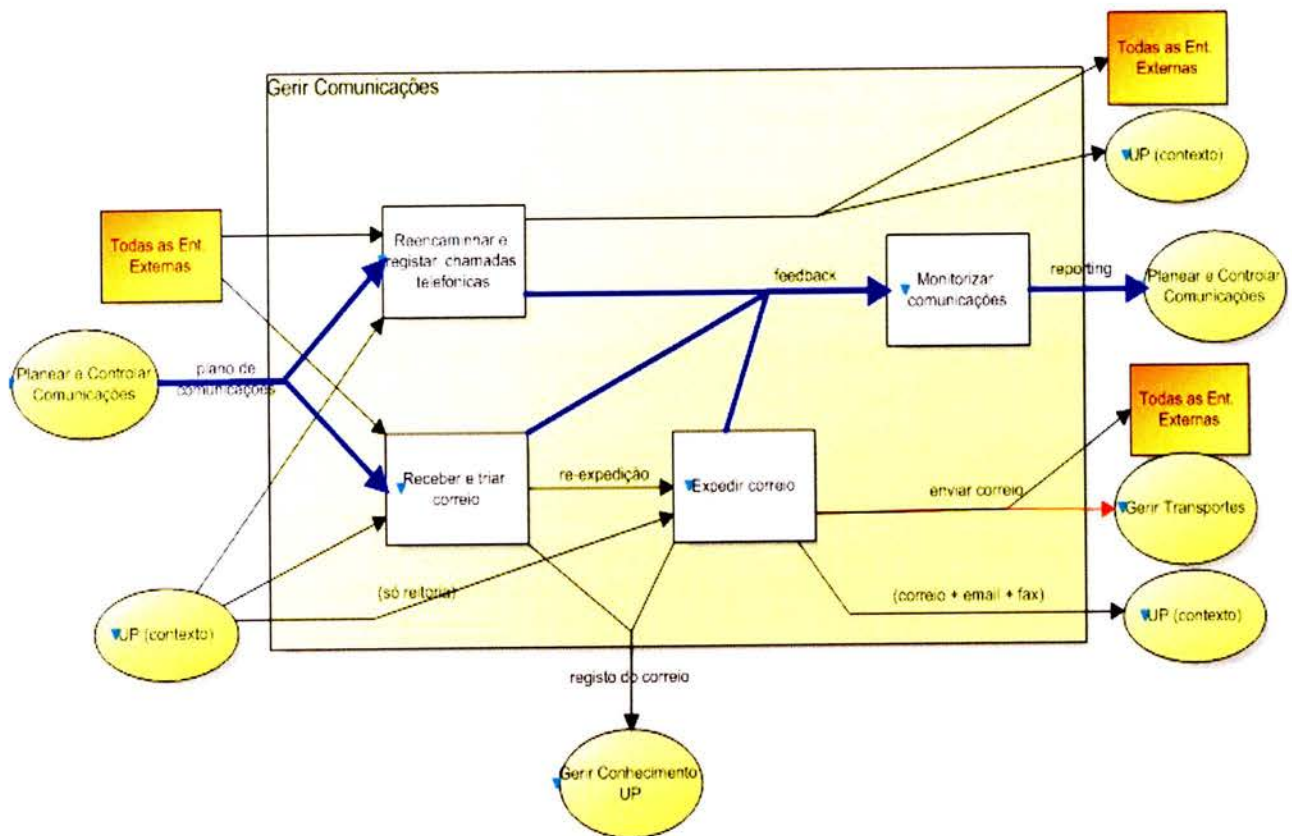 Todas as Ent.
Externas
Gerir Comunicações
UP (contexto)
Todas as Ent.
Externas
Reencaminhar e
registar chamadas
telefónicas
feedback
Monitorizar
comunicações
reporting
Planear e Controlar
Comunicações
Planear e Controlar
Comunicações
plano de
comunicações
Todas as Ent.
Externas
Receber e triar
correio
re-expedição
Expedir correio
enviar correio
Gerir Transportes
(só reitoria)
(correio + email + fax)
UP (contexto)
UP (contexto)
registo do correio
Gerir Conhecimento
UP